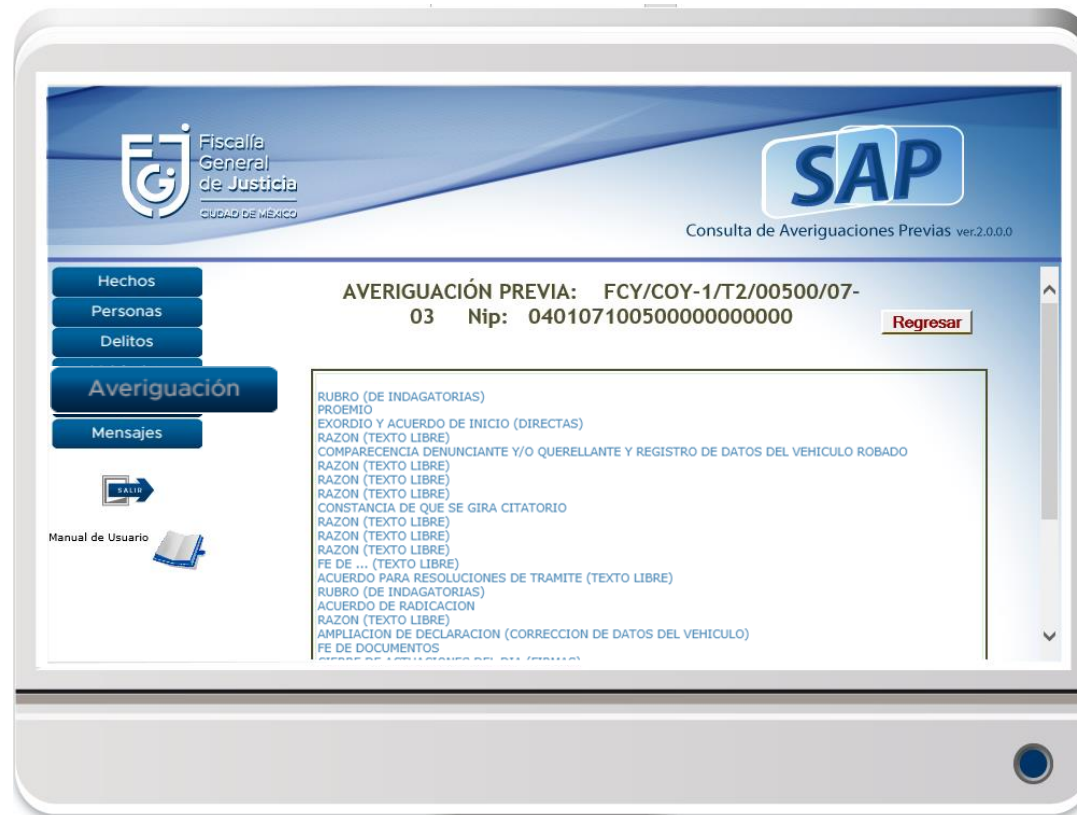 Fiscalía
General
de Justicia
CIUDAD DE MÉXICO
SAP
Consulta de Averiguaciones Previas ver.2.0.0.0
Hechos
Personas
Delitos
Averiguación
Mensajes
SALIR
Manual de Usuario
AVERIGUACIÓN PREVIA: FCY/COY-1/T2/00500/07-
03 Nip: 040107100500000000000
Regresar
RUBRO (DE INDAGATORIAS)
PROEMIO
EXORDIO Y ACUERDO DE INICIO (DIRECTAS)
RAZON (TEXTO LIBRE)
COMPARECENCIA DENUNCIANTE Y/O QUERELLANTE Y REGISTRO DE DATOS DEL VEHICULO ROBADO
RAZON (TEXTO LIBRE)
RAZON (TEXTO LIBRE)
RAZON (TEXTO LIBRE)
CONSTANCIA DE QUE SE GIRA CITATORIO
RAZON (TEXTO LIBRE)
RAZON (TEXTO LIBRE)
RAZON (TEXTO LIBRE)
FE DE ... (TEXTO LIBRE)
ACUERDO PARA RESOLUCIONES DE TRAMITE (TEXTO LIBRE)
RUBRO (DE INDAGATORIAS)
ACUERDO DE RADICACION
RAZON (TEXTO LIBRE)
AMPLIACION DE DECLARACION (CORRECCION DE DATOS DEL VEHICULO)
FE DE DOCUMENTOS
CIERRE DE ACTUACIONES DEL DIA (FIRMAS)